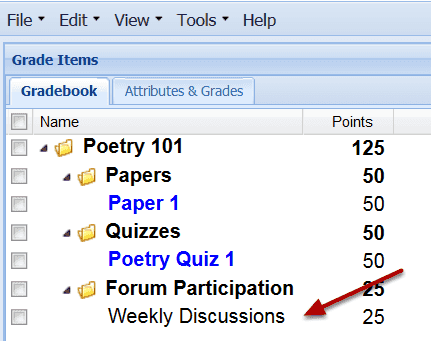 File Edit View Tools Help
Grade Items
Gradebook Attributes & Grades
Name Points
Poetry 101 125
Papers 50
Paper 1 50
Quizzes 50
Poetry Quiz 1 50
Forum Participation 25
Weekly Discussions 25